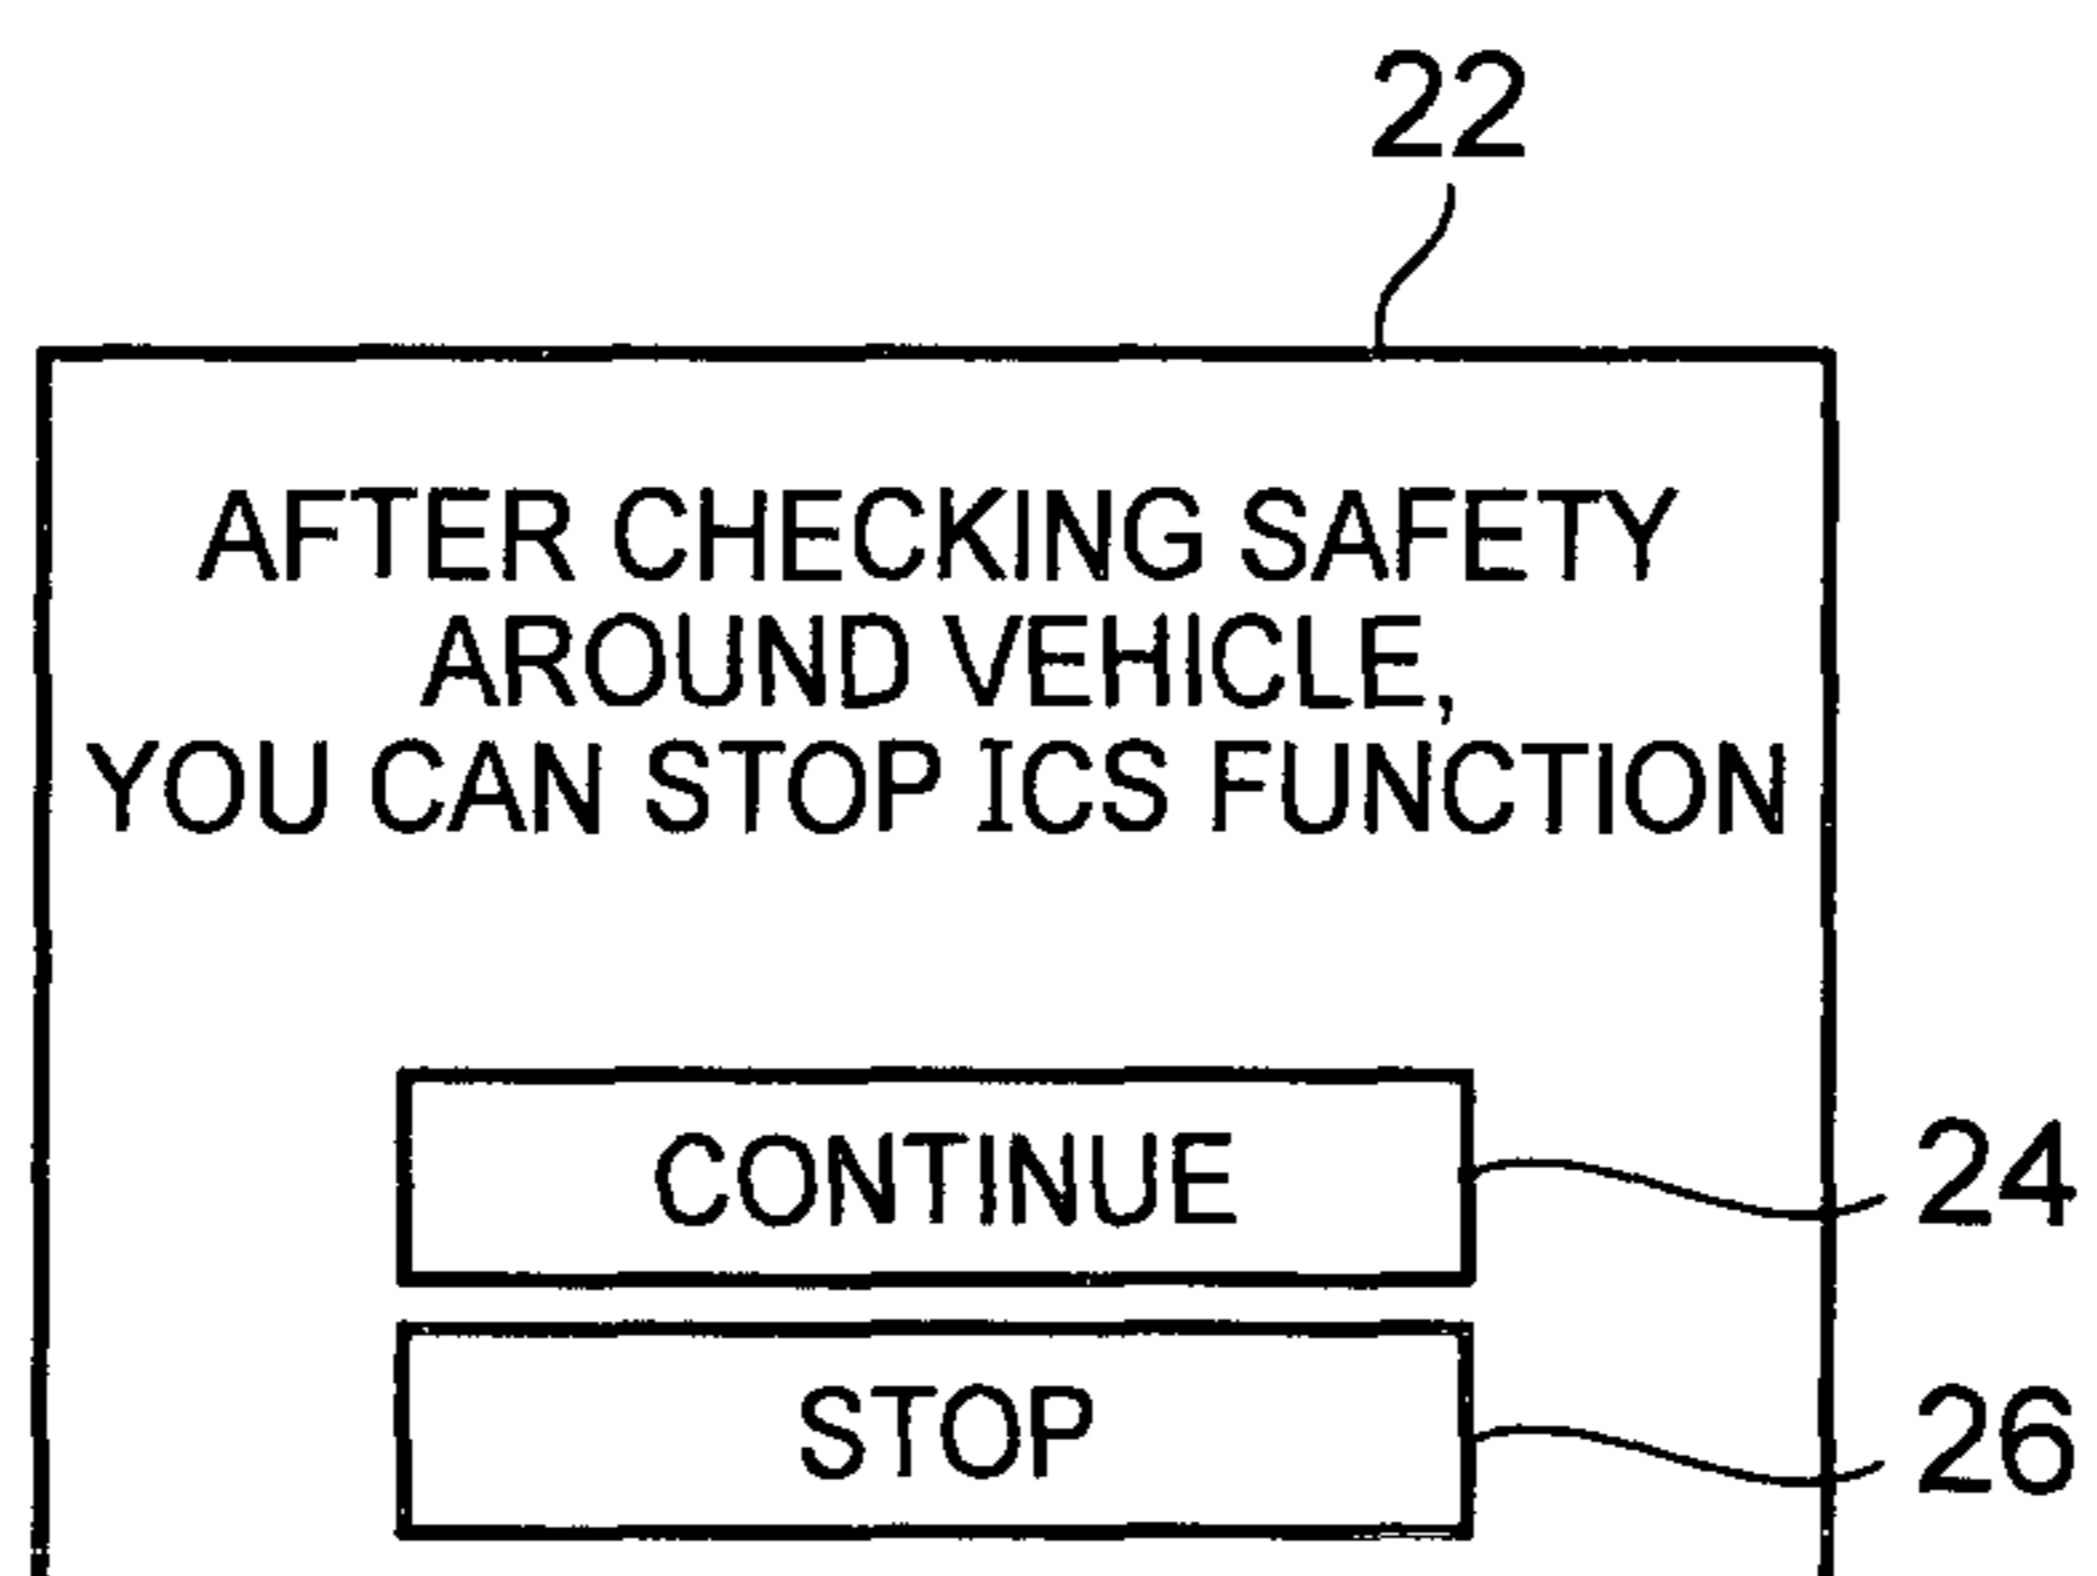 22
AFTER CHECKING SAFETY
AROUND VEHICLE,
YOU CAN STOP ICS FUNCTION
CONTINUE
24
STOP
26